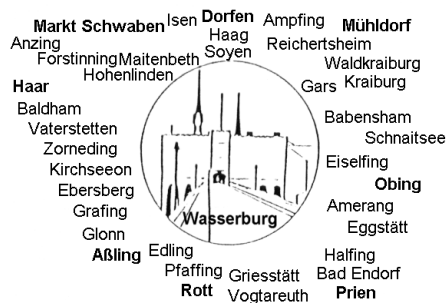 Isen Dorfen Ampfing
Markt Schwaben Haag Mühldorf
Anzing Soyen Reichertsheim
Forstinning Maitenbeth Waldkraiburg
Hohenlinden Kraiburg
Haar Gars
Baldham Babensham
Vaterstetten Schnaitsee
Zorneding
Kirchseeon Eiselfing
Ebersberg Obing
Grafing Wasserburg Amerang
Glonn Eggstätt
Aßling Edling Halfing
Pfaffing Griesstätt Bad Endorf
Rott Vogtareuth Prien